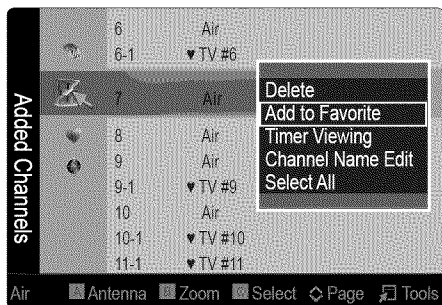 Added Channels
6 Air
6-1 ♥ TV #6
7 Air
8 Air
9 Air
9-1 ♥ TV #9
10 Air
10-1 ♥ TV #10
11-1 ♥ TV #11
Delete
Add to Favorite
Timer Viewing
Channel Name Edit
Select All
Air A Antenna B Zoom Select Page Tools